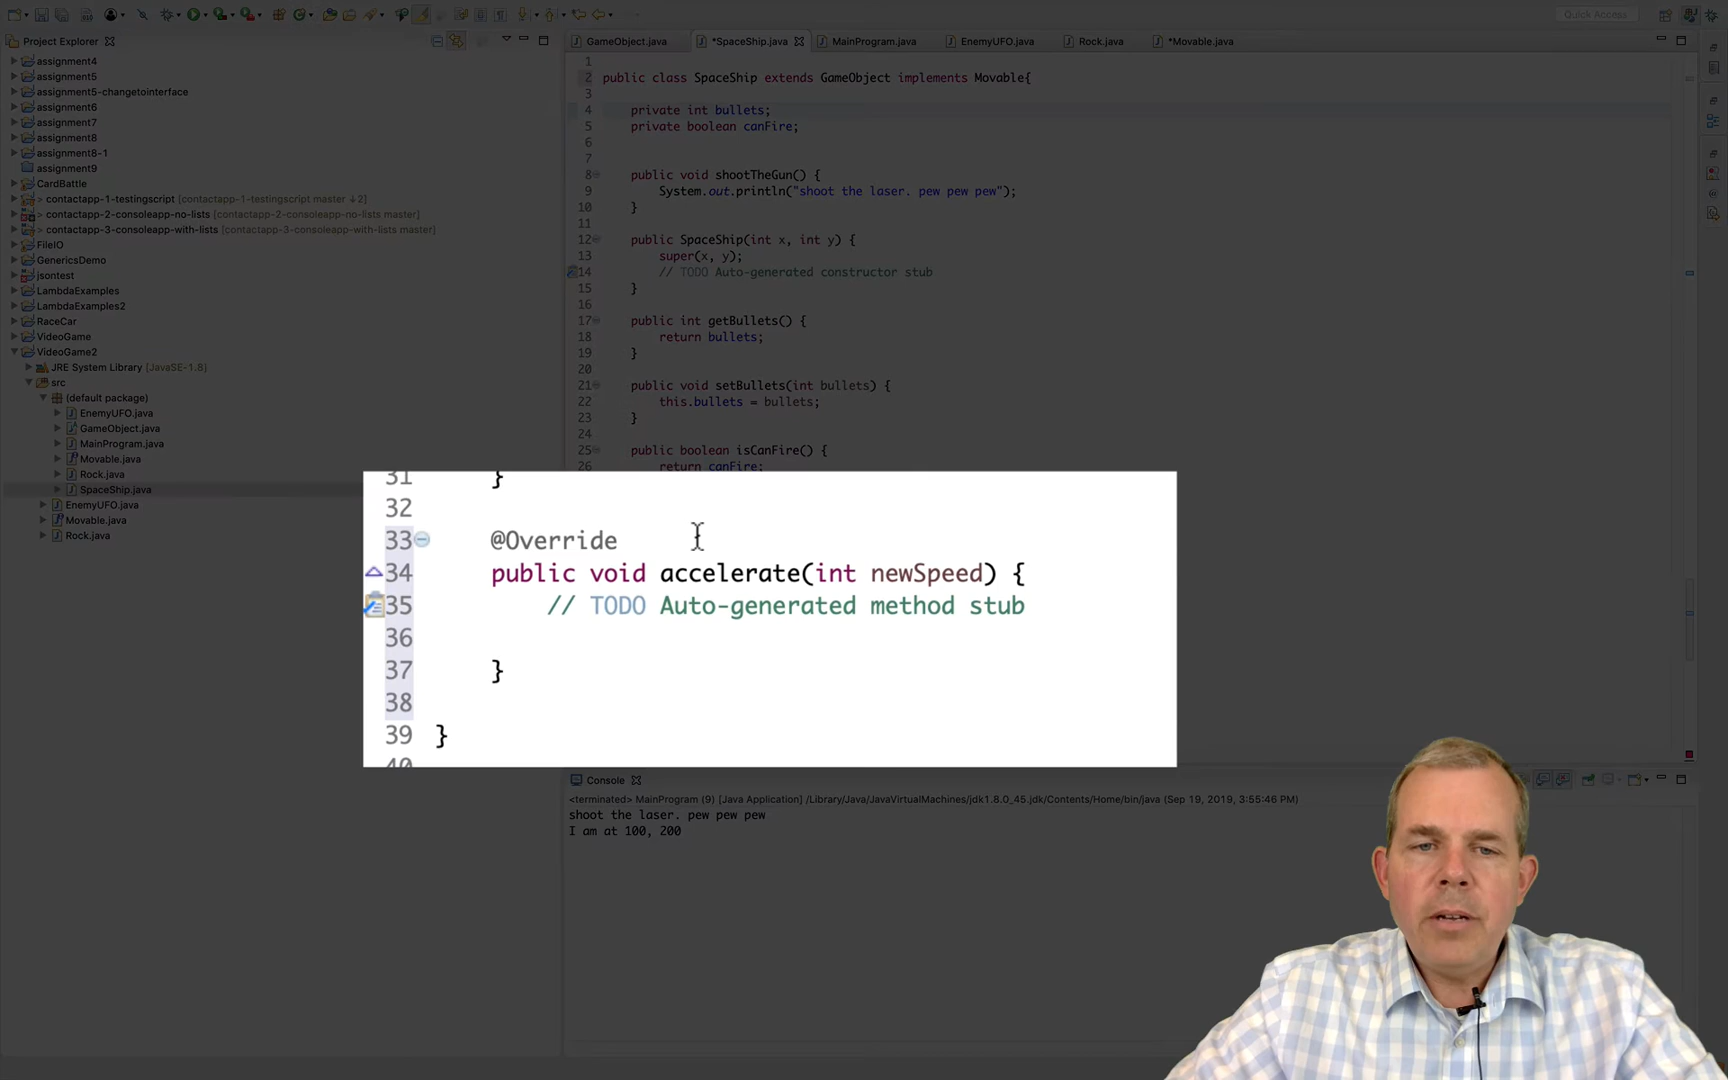 Quick Access
Project Explorer
assignment4
assignment5
assignment5-changetointerface
assignment6
assignment7
assignment8
assignment8-1
assignment9
CardBattle
> contactapp-1-testingscript [contactapp-1-testingscript master ↓2]
> contactapp-2-consoleapp-no-lists [contactapp-2-consoleapp-no-lists master]
> contactapp-3-consoleapp-with-lists [contactapp-3-consoleapp-with-lists master]
FileIO
GenericsDemo
jsontest
LambdaExamples
LambdaExamples2
RaceCar
VideoGame
VideoGame2
JRE System Library [JavaSE-1.8]
src
(default package)
EnemyUFO.java
GameObject.java
MainProgram.java
Movable.java
Rock.java
SpaceShip.java
EnemyUFO.java
Movable.java
Rock.java
GameObject.java *SpaceShip.java MainProgram.java EnemyUFO.java Rock.java *Movable.java
1
2 public class SpaceShip extends GameObject implements Movable{
3
4 private int bullets;
5 private boolean canFire;
6
7
8 public void shootTheGun() {
9 System.out.println("shoot the laser. pew pew pew");
10 }
11
12 public SpaceShip(int x, int y) {
13 super(x, y);
14 // TODO Auto-generated constructor stub
15 }
16
17 public int getBullets() {
18 return bullets;
19 }
20
21 public void setBullets(int bullets) {
22 this.bullets = bullets;
23 }
24
25 public boolean isCanFire() {
26 return canFire;
31 }
32
33 @Override
34 public void accelerate(int newSpeed) {
35 // TODO Auto-generated method stub
36
37 }
38
39 }
40
Console
<terminated> MainProgram (9) [Java Application] /Library/Java/JavaVirtualMachines/jdk1.8.0_45.jdk/Contents/Home/bin/java (Sep 19, 2019, 3:55:46 PM)
shoot the laser. pew pew pew
I am at 100, 200